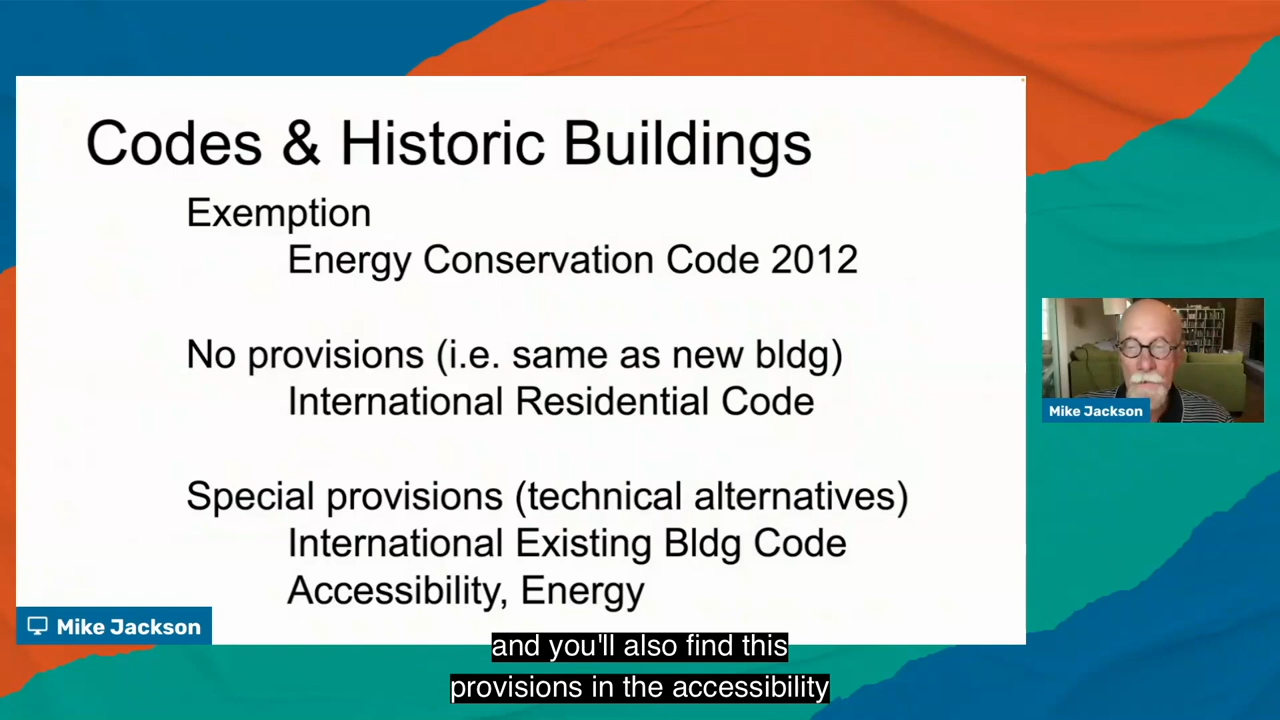 Codes & Historic Buildings
Exemption
Energy Conservation Code 2012
No provisions (i.e. same as new bldg)
International Residential Code
Special provisions (technical alternatives)
International Existing Bldg Code
Accessibility, Energy
Mike Jackson
Mike Jackson
and you'll also find this
provisions in the accessibility